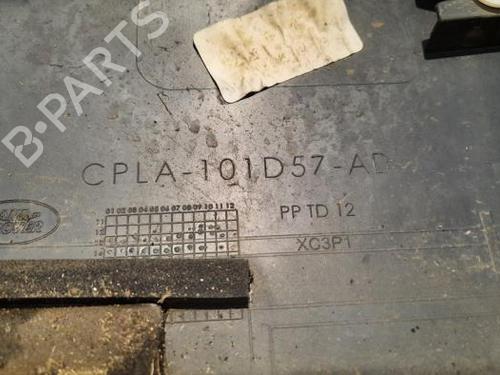 B-PARTS
CPLA-101D57-AD
01 02 03 04 05 06 07 08 09 10 11 12
PP TD 12
XC3P1
ROVER